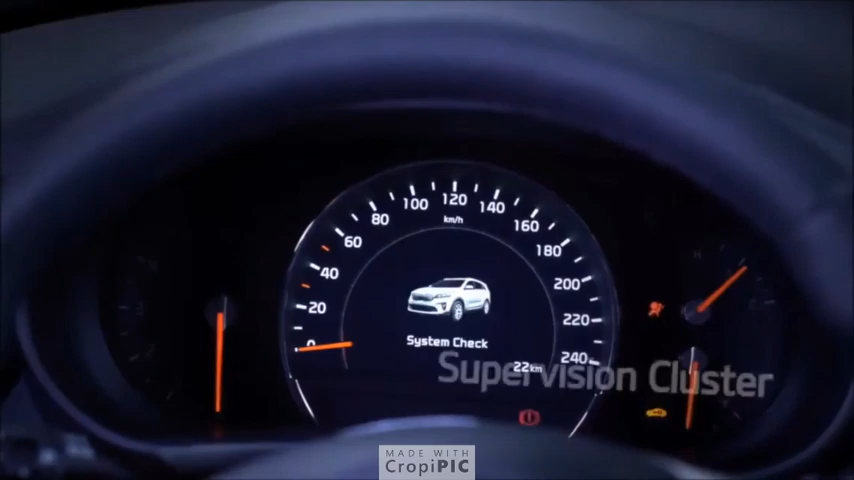 100 120 140
80 km/h 160
60 180
40 200
20 220
0 240
System Check
22km
Supervision Cluster
MADE WITH
CropiPIC